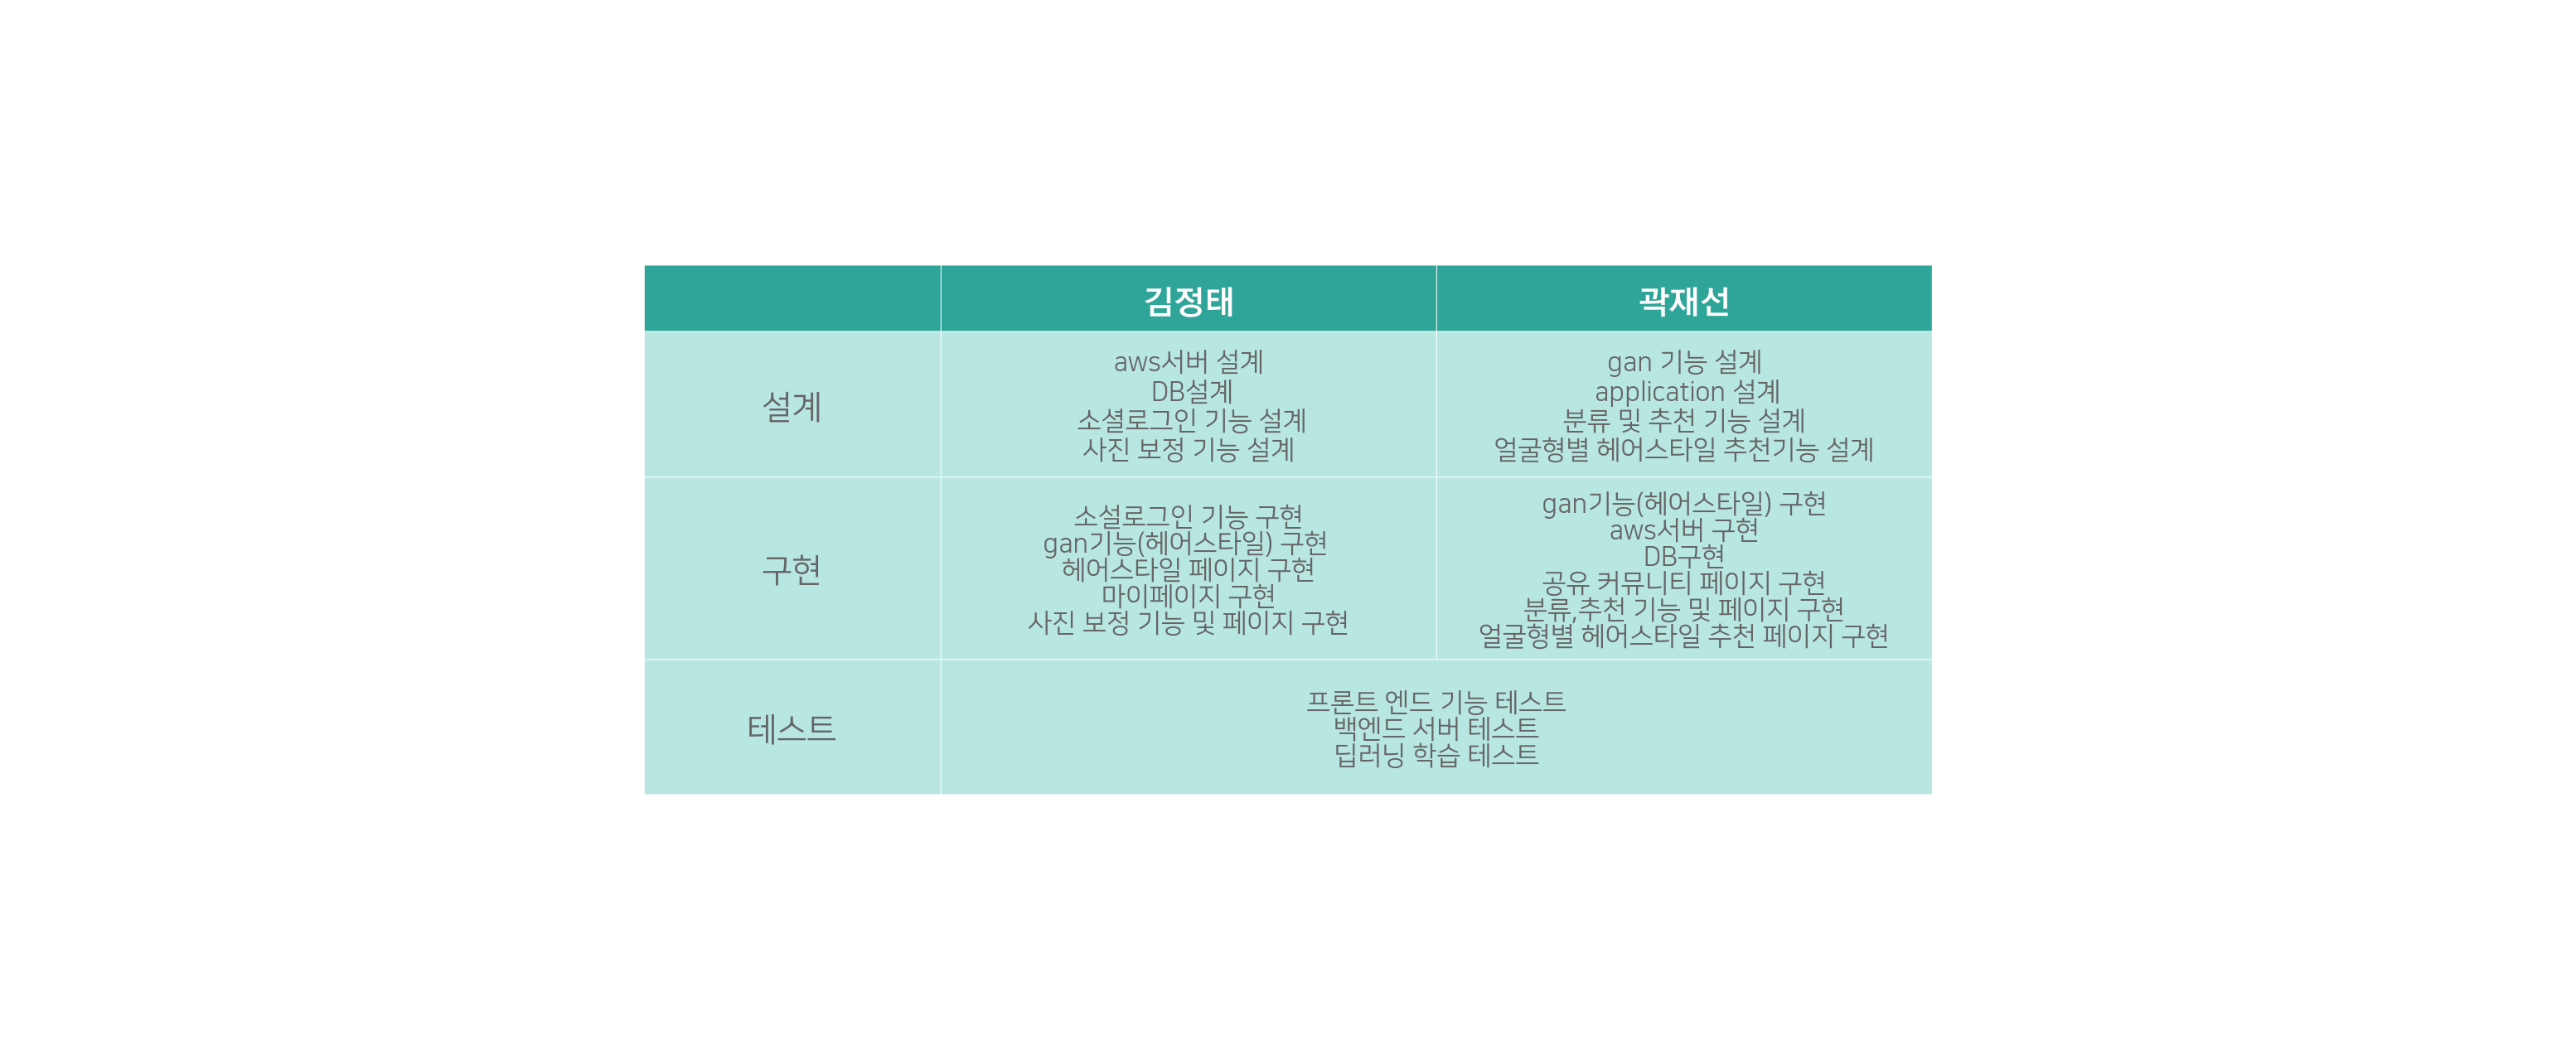 김정태
곽재선
설계
aws서버 설계
DB설계
소셜로그인 기능 설계
사진 보정 기능 설계
gan 기능 설계
application 설계
분류 및 추천 기능 설계
얼굴형별 헤어스타일 추천기능 설계
구현
소설로그인 기능 구현
gan기능(헤어스타일) 구현
헤어스타일 페이지 구현
마이페이지 구현
사진 보정 기능 및 페이지 구현
gan기능(헤어스타일) 구현
aws서버 구현
DB구현
공유 커뮤니티 페이지 구현
분류,추천 기능 및 페이지 구현
얼굴형별 헤어스타일 추천 페이지 구현
테스트
프론트 엔드 기능 테스트
백엔드 서버 테스트
딥러닝 학습 테스트